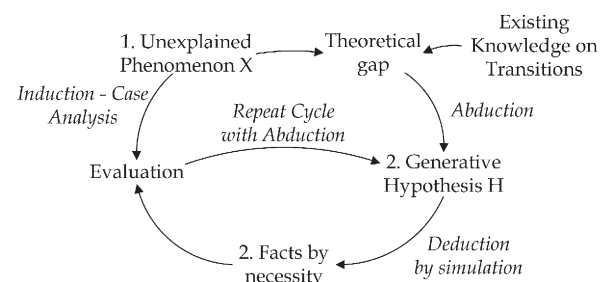 1. Unexplained
Phenomenon X
Theoretical
gap
Existing
Knowledge on
Transitions
Induction - Case
Analysis
Repeat Cycle
with Abduction
Abduction
Evaluation
2. Generative
Hypothesis H
2. Facts by
necessity
Deduction
by simulation